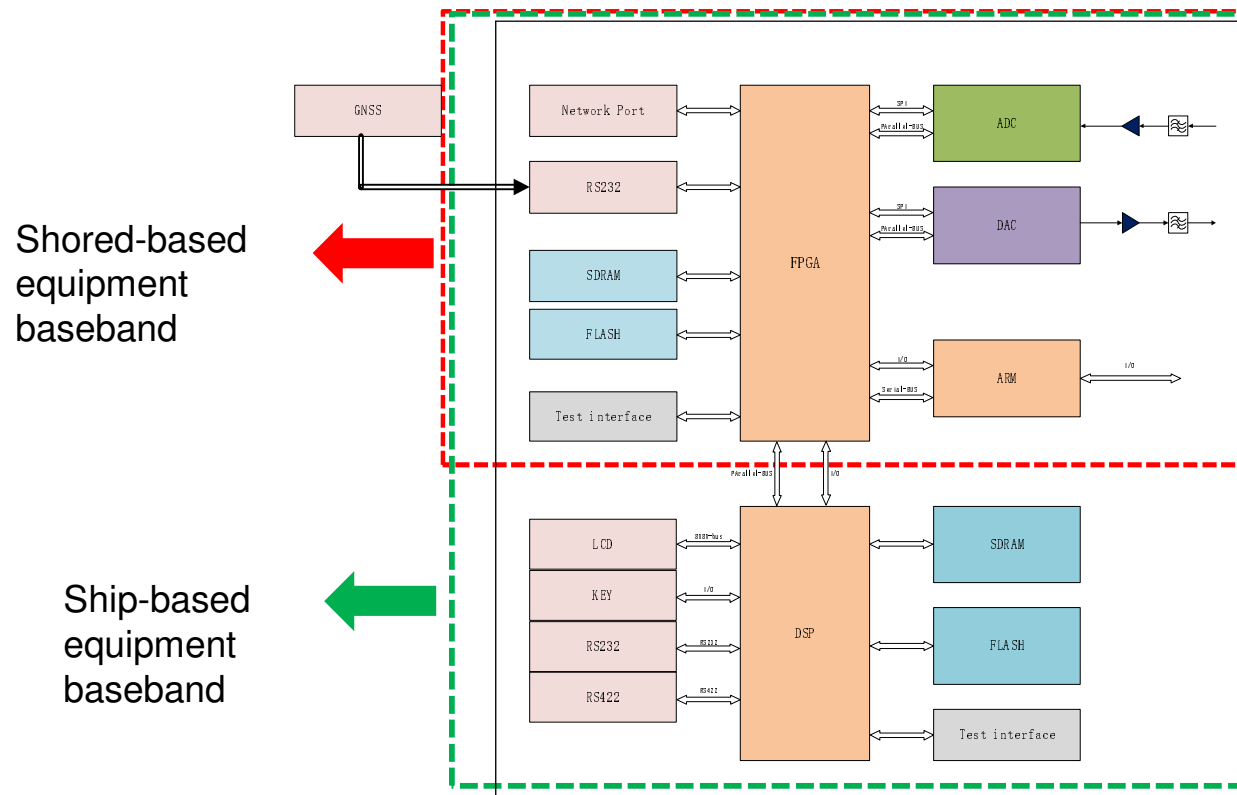 GNSS
Network Port
RS232
SDRAM
FLASH
Test interface
FPGA
SPI
PArallel-BUS
ADC
SPI
PArallel-BUS
DAC
I/O
Serial-BUS
ARM
I/O
Shored-based
equipment
baseband
PArallel-BUS
I/O
Ship-based
equipment
baseband
LCD
KEY
RS232
RS422
I/O
RS232
RS422
DSP
SDRAM
FLASH
Test interface